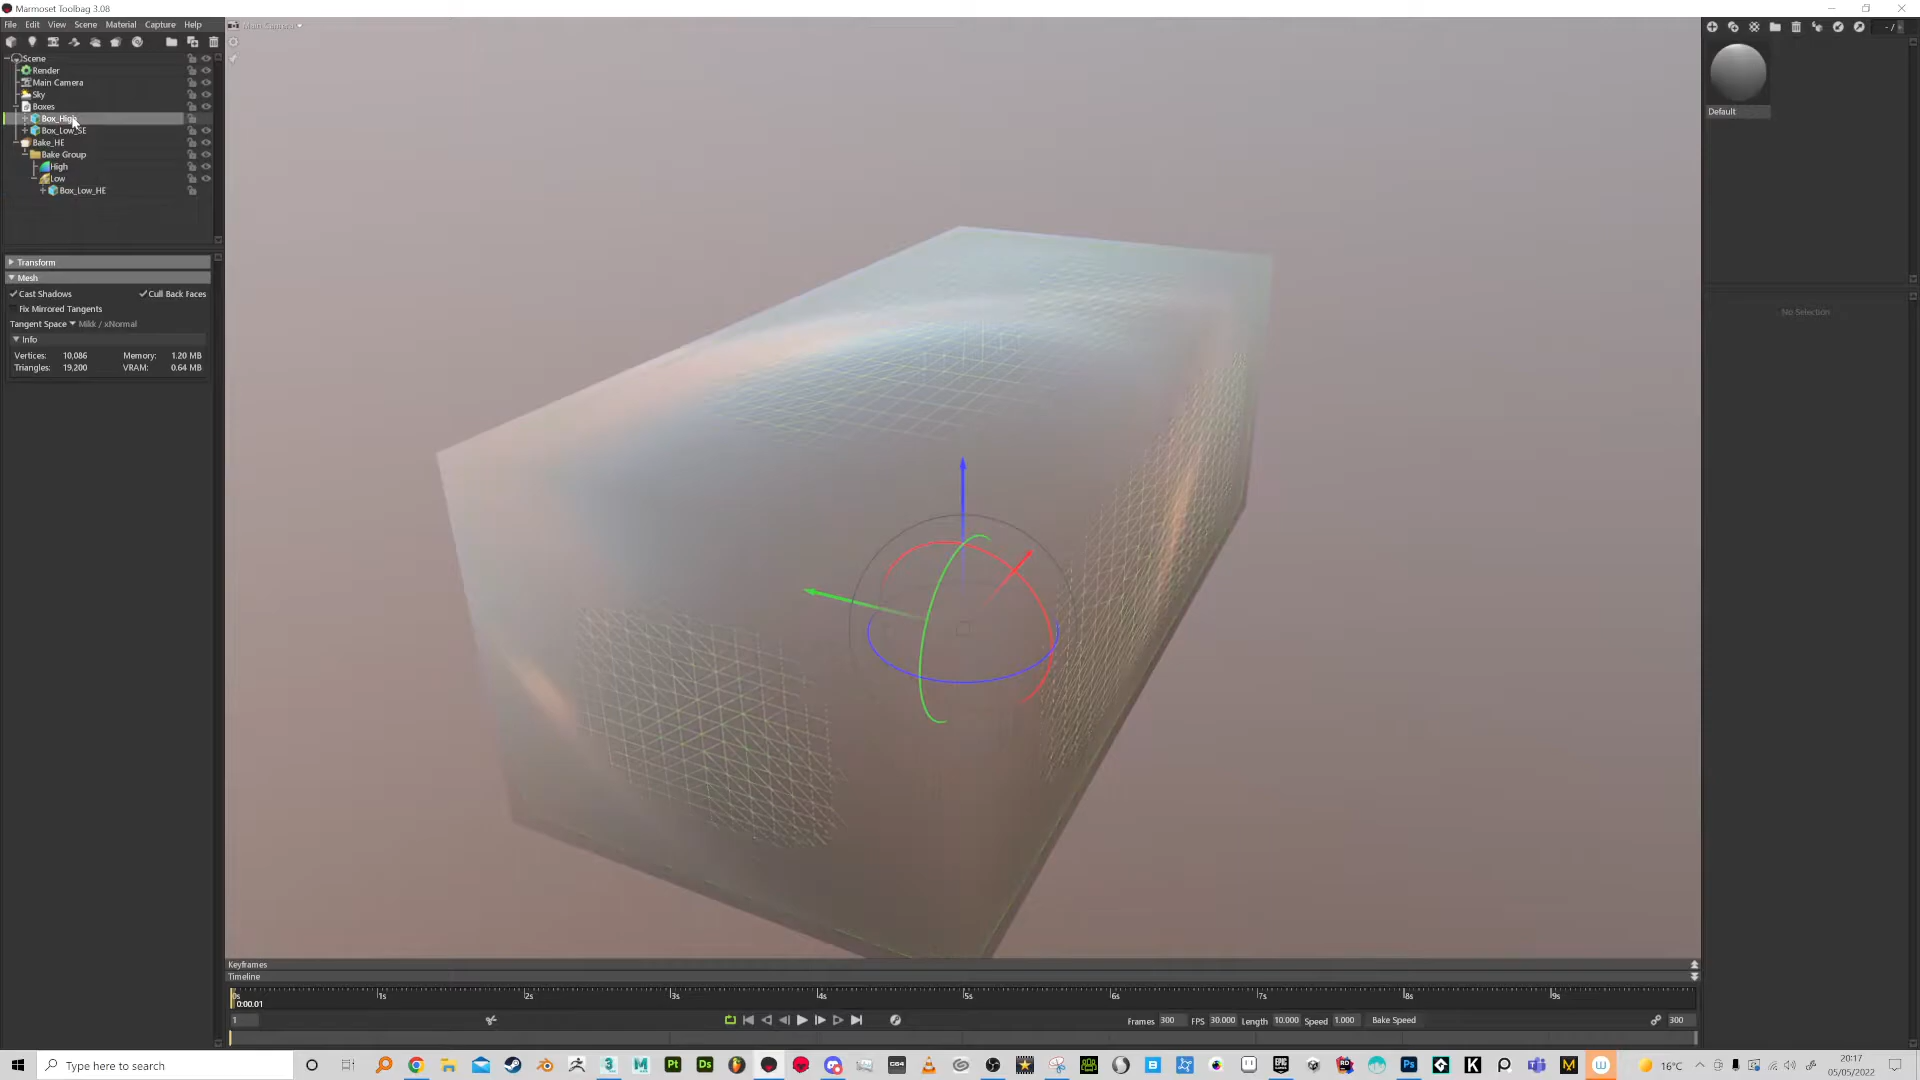 Marmoset Toolbag 3.08
File Edit View Scene Material Capture Help
Main Camera
Scene
Render
Main Camera
Sky
Boxes
Box_High
Box_Low_SE
Bake_HE
Bake Group
High
Low
Box_Low_HE
Default
Transform
Mesh
Cast Shadows Cull Back Faces
Fix Mirrored Tangents
Tangent Space Mikk / xNormal
Info
Vertices: 10,086 Memory: 1.20 MB
Triangles: 19,200 VRAM: 0.64 MB
No Selection
Keyframes
Timeline
0s 1s 2s 3s 4s 5s 6s 7s 8s 9s
0:00.01
1 Frames 300 FPS 30.000 Length 10.000 Speed 1.000 Bake Speed 300
Type here to search
16°C
20:17
05/05/2022